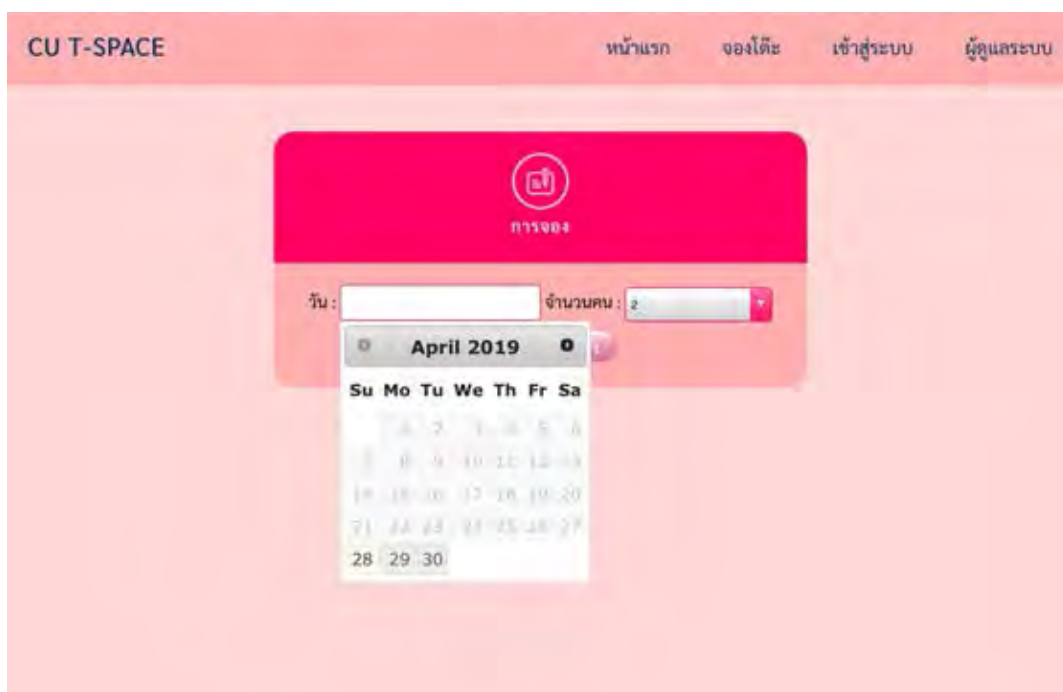 CU T-SPACE หน้าแรก จองโต๊ะ เข้าสู่ระบบ ผู้ดูแลระบบ
การจอง
วัน : จำนวนคน : 2
April 2019
Su Mo Tu We Th Fr Sa
1 2 3 4 5 6
7 8 9 10 11 12 13
14 15 16 17 18 19 20
21 22 23 24 25 26 27
28 29 30